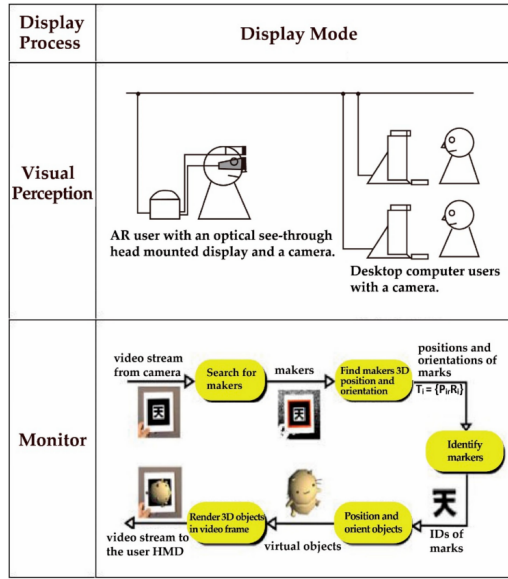 Display
Process
Display Mode
Visual
Perception
AR user with an optical see-through
head mounted display and a camera.
Desktop computer users
with a camera.
Monitor
video stream
from camera
Search for
makers
makers
Find makers 3D
position and
orientation
positions and
orientations of
marks
Tᵢ = {Pᵢ,Rᵢ}
天
天
Identify
markers
天
IDs of
marks
Position and
orient objects
virtual objects
Render 3D objects
in video frame
video stream to
the user HMD